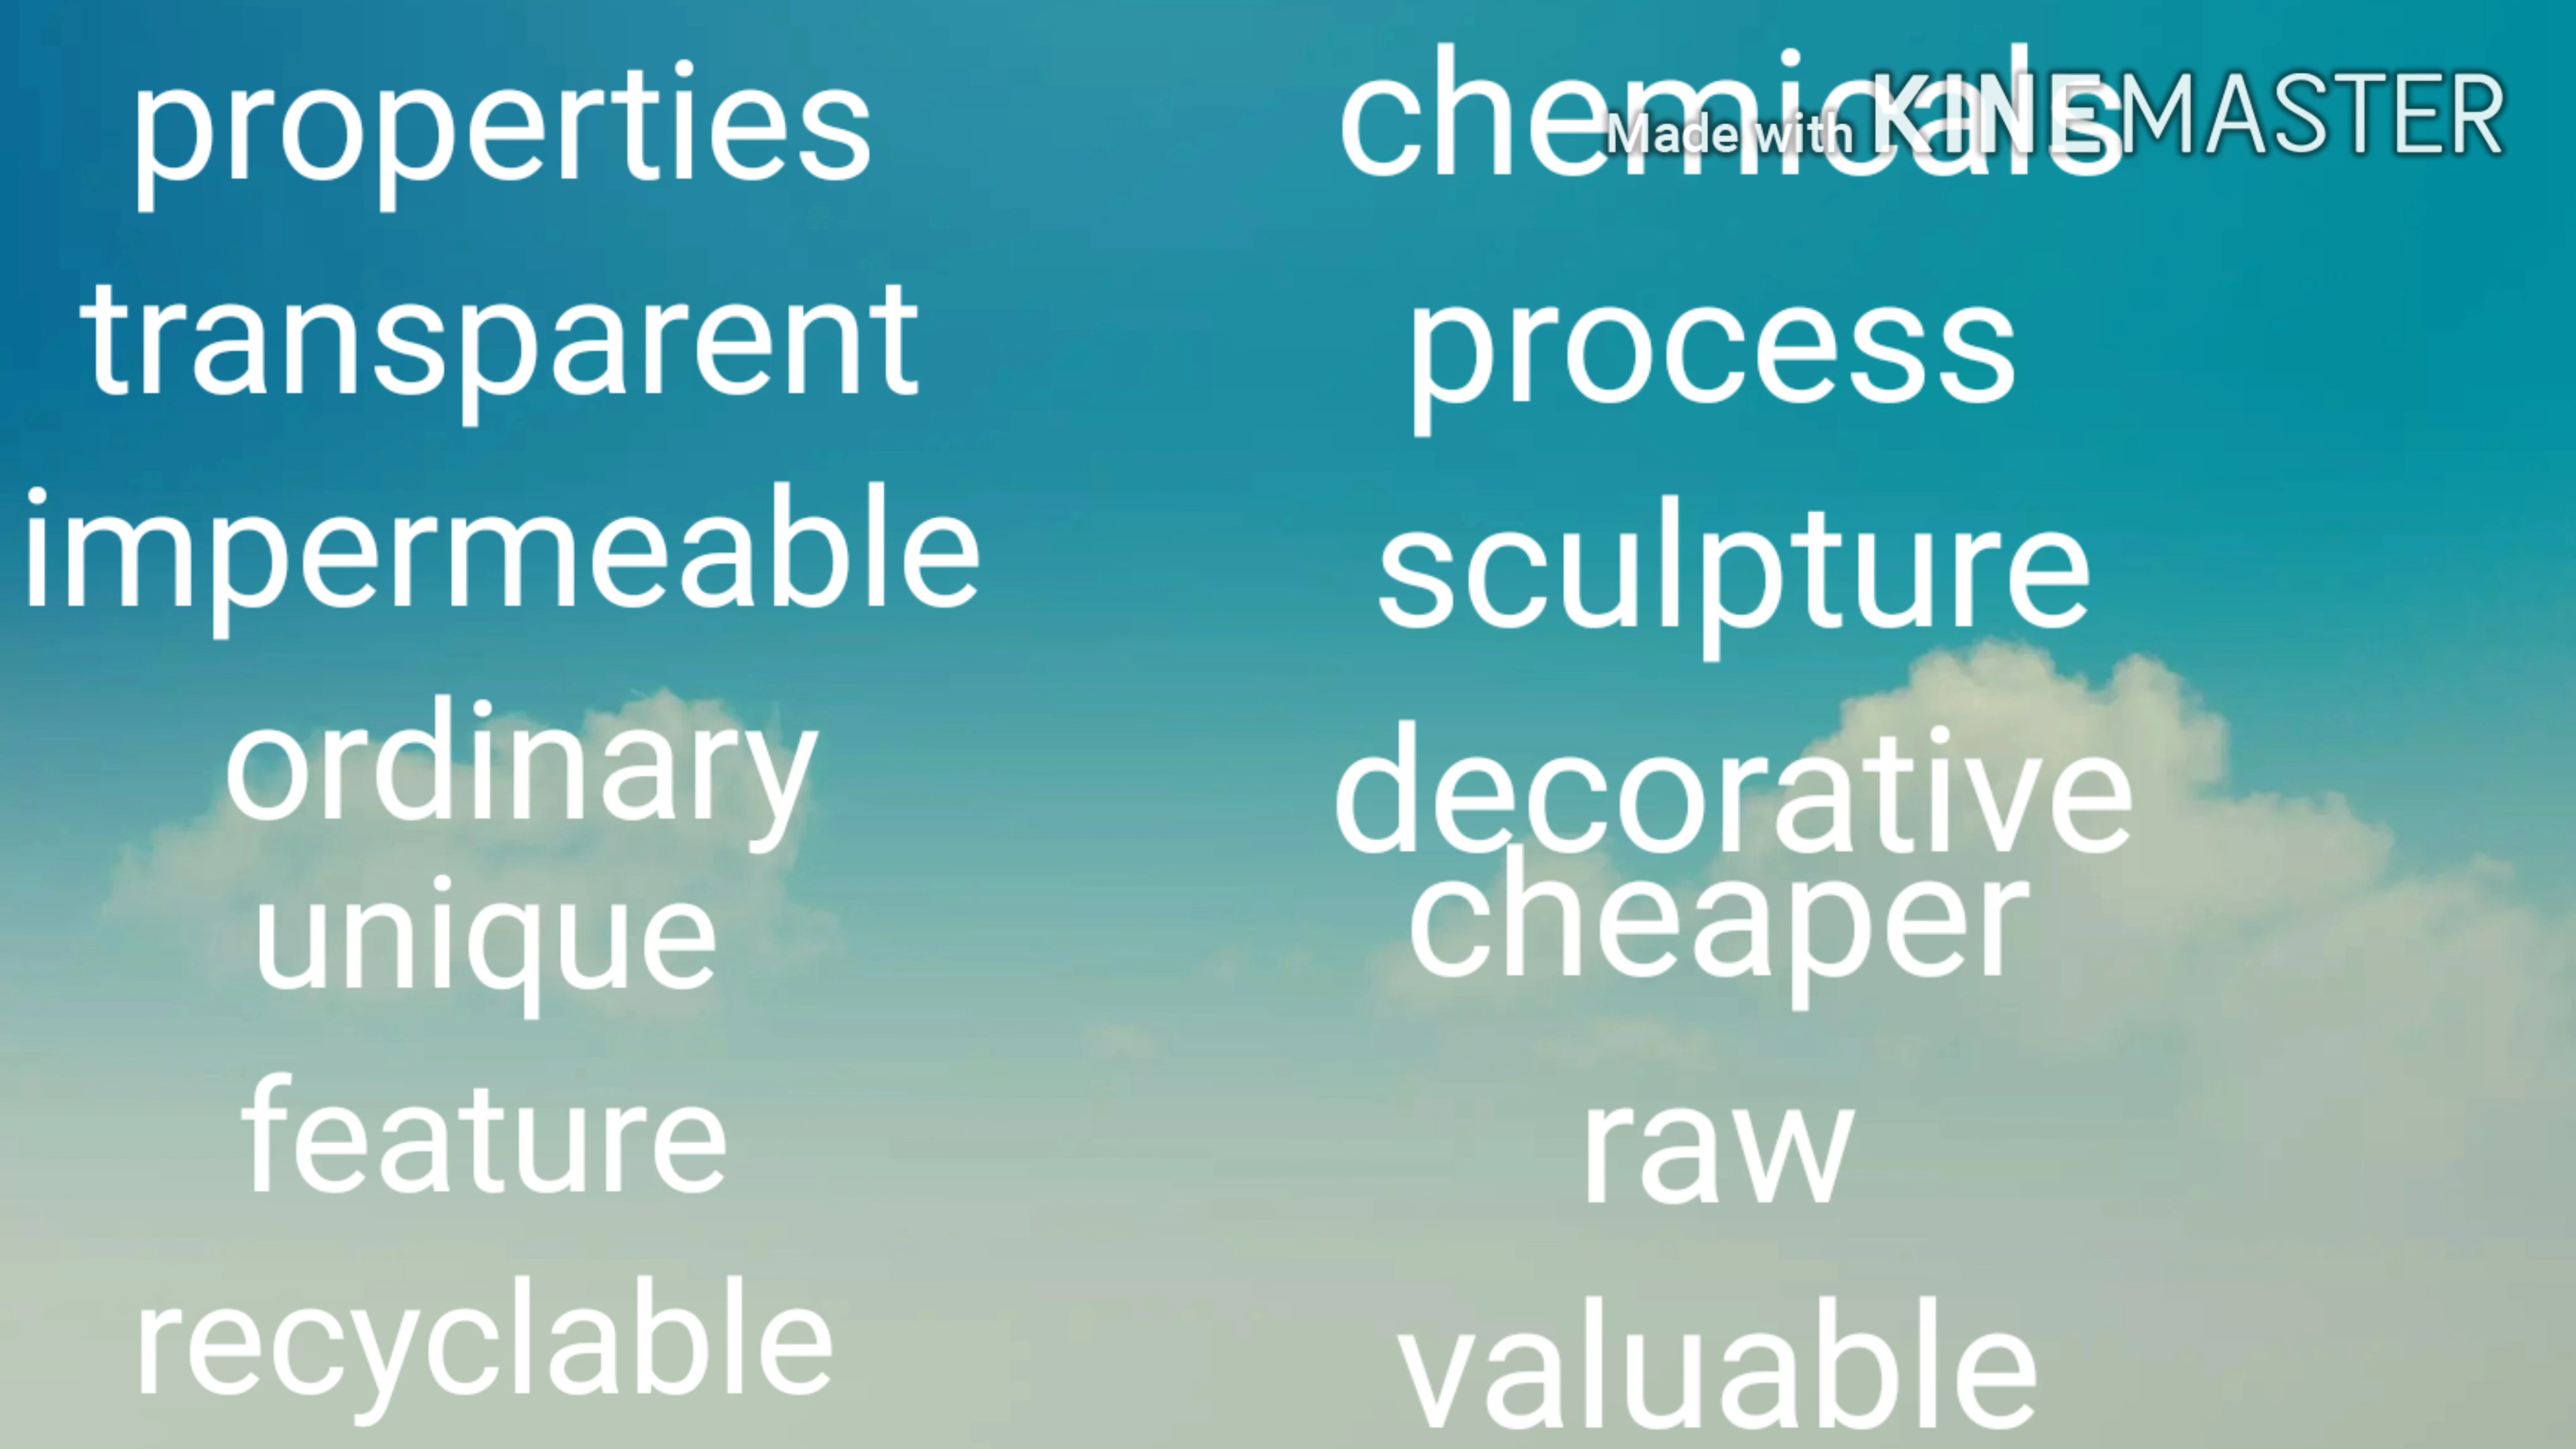 properties
transparent
impermeable
ordinary
unique
feature
recyclable
chemicals
Made with KINEMASTER
process
sculpture
decorative
cheaper
raw
valuable